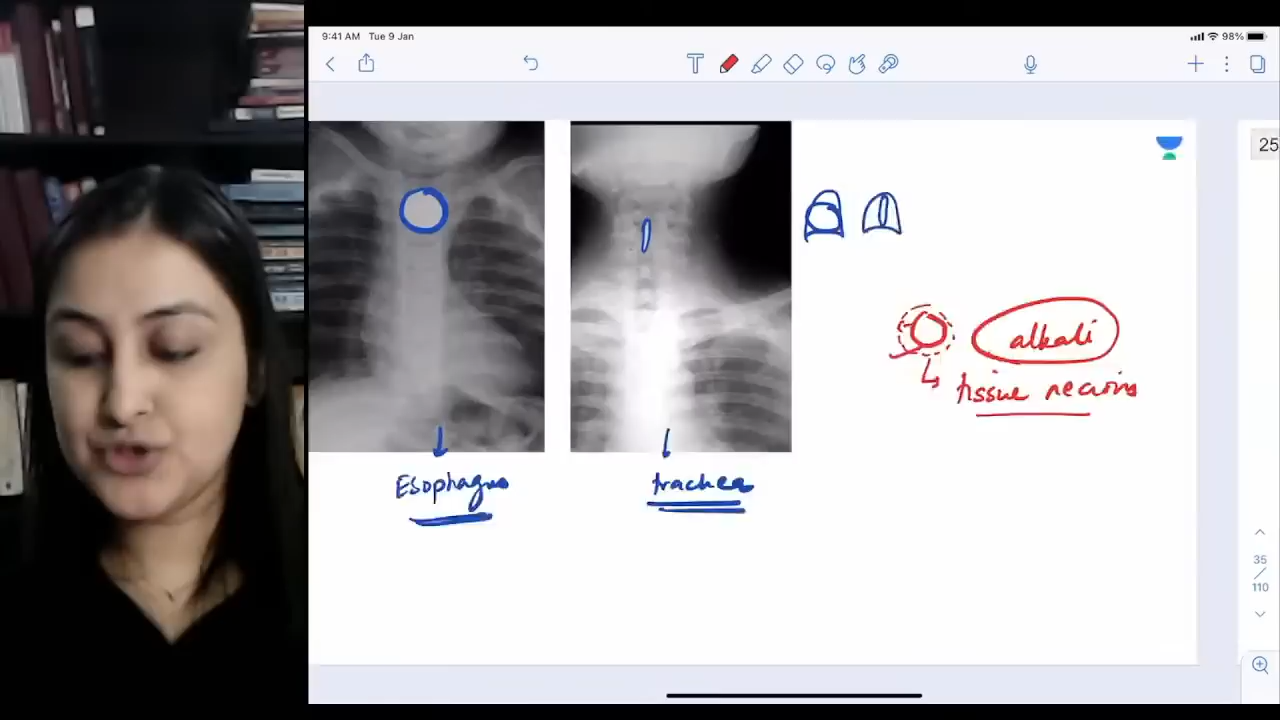 9:41 AM Tue 9 Jan
98%
T
25
alkali
tissue necrosis
Esophagus
trachea
35
/
110